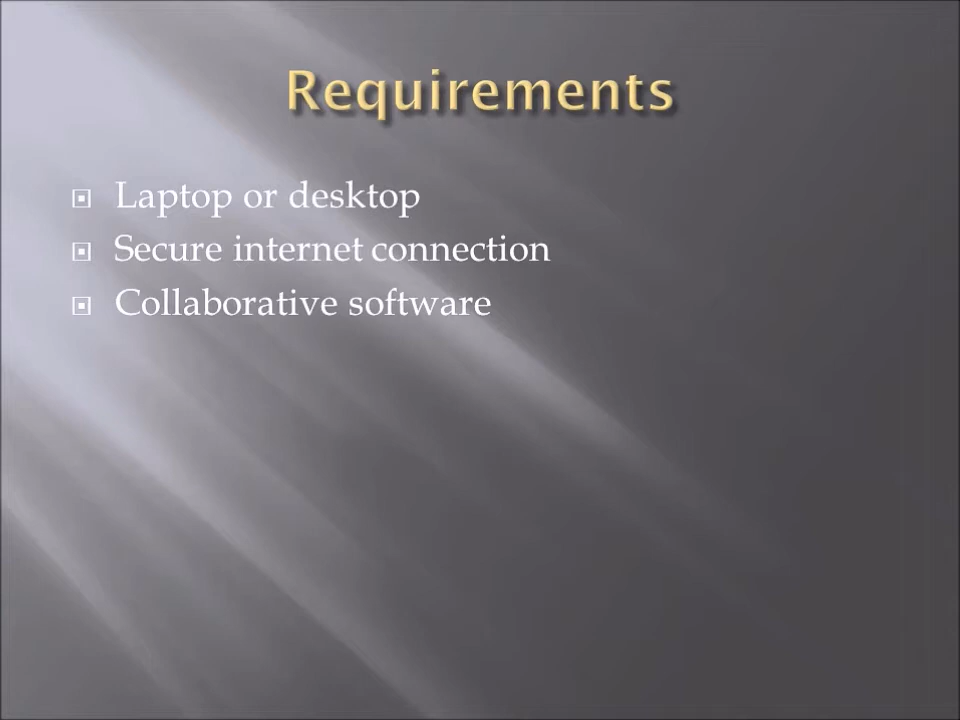 Requirements
Laptop or desktop
Secure internet connection
Collaborative software